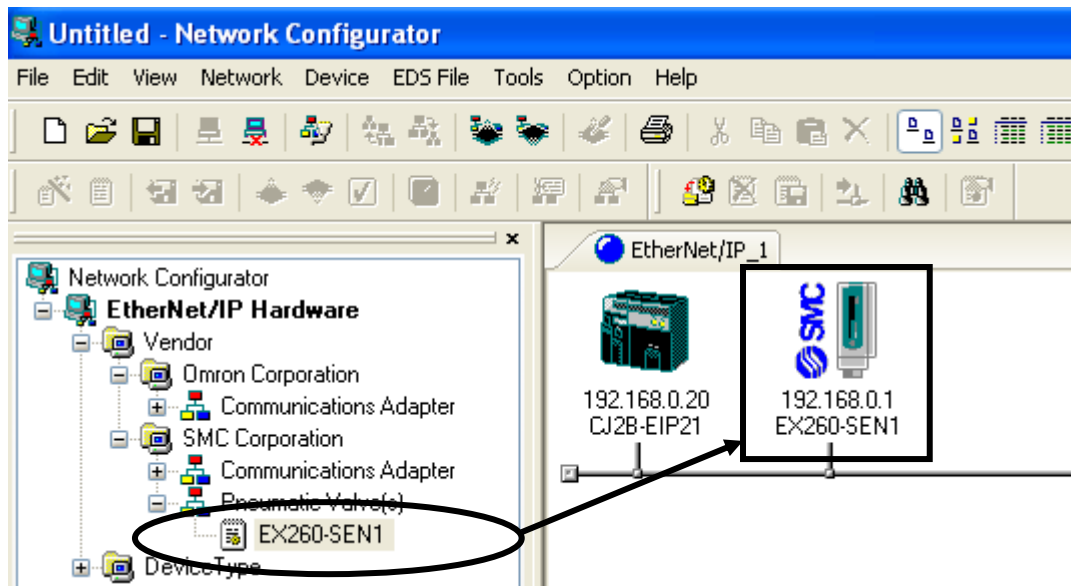 Untitled - Network Configurator
File Edit View Network Device EDS File Tools Option Help
Network Configurator
EtherNet/IP Hardware
Vendor
Omron Corporation
Communications Adapter
SMC Corporation
Communications Adapter
Pneumatic Valve(s)
EX260-SEN1
DeviceType
EtherNet/IP_1
SMC
192.168.0.20
CJ2B-EIP21
192.168.0.1
EX260-SEN1